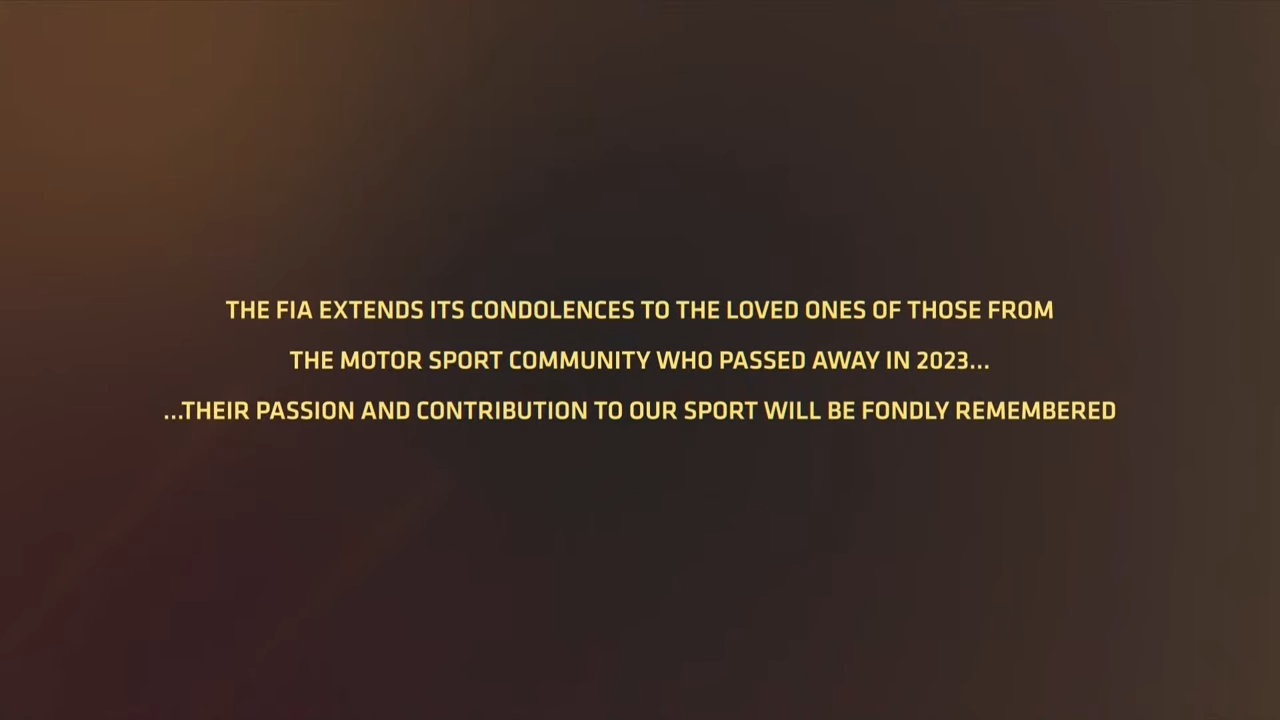 THE FIA EXTENDS ITS CONDOLENCES TO THE LOVED ONES OF THOSE FROM
THE MOTOR SPORT COMMUNITY WHO PASSED AWAY IN 2023...
...THEIR PASSION AND CONTRIBUTION TO OUR SPORT WILL BE FONDLY REMEMBERED